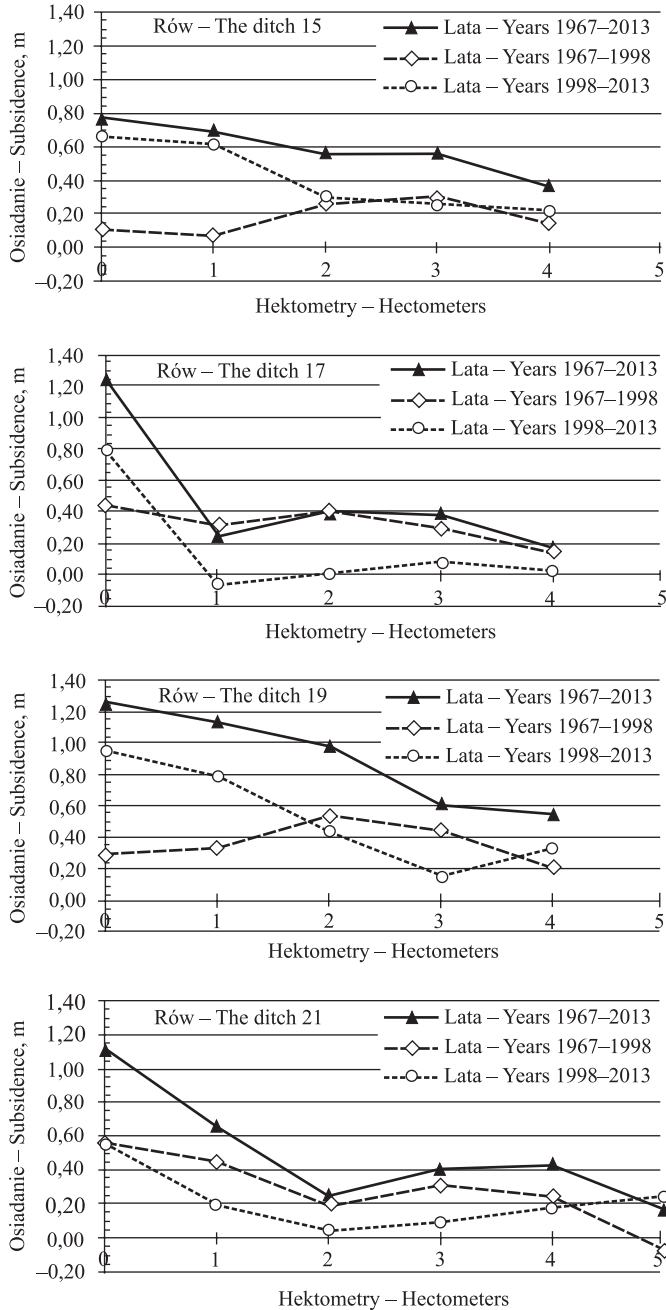 1,40
Rów – The ditch 15
Lata – Years 1967–2013
1,20
Lata – Years 1967–1998
1,00
Lata – Years 1998–2013
0,80
0,60
0,40
0,20
0,00
–0,20
Osiadanie – Subsidence, m
0 1 2 3 4 5
Hektometry – Hectometers
1,40
Rów – The ditch 17
Lata – Years 1967–2013
1,20
Lata – Years 1967–1998
1,00
Lata – Years 1998–2013
0,80
0,60
0,40
0,20
0,00
–0,20
Osiadanie – Subsidence, m
0 1 2 3 4 5
Hektometry – Hectometers
1,40
Rów – The ditch 19
Lata – Years 1967–2013
1,20
Lata – Years 1967–1998
1,00
Lata – Years 1998–2013
0,80
0,60
0,40
0,20
0,00
–0,20
Osiadanie – Subsidence, m
0 1 2 3 4 5
Hektometry – Hectometers
1,40
Rów – The ditch 21
Lata – Years 1967–2013
1,20
Lata – Years 1967–1998
1,00
Lata – Years 1998–2013
0,80
0,60
0,40
0,20
0,00
–0,20
Osiadanie – Subsidence, m
0 1 2 3 4 5
Hektometry – Hectometers